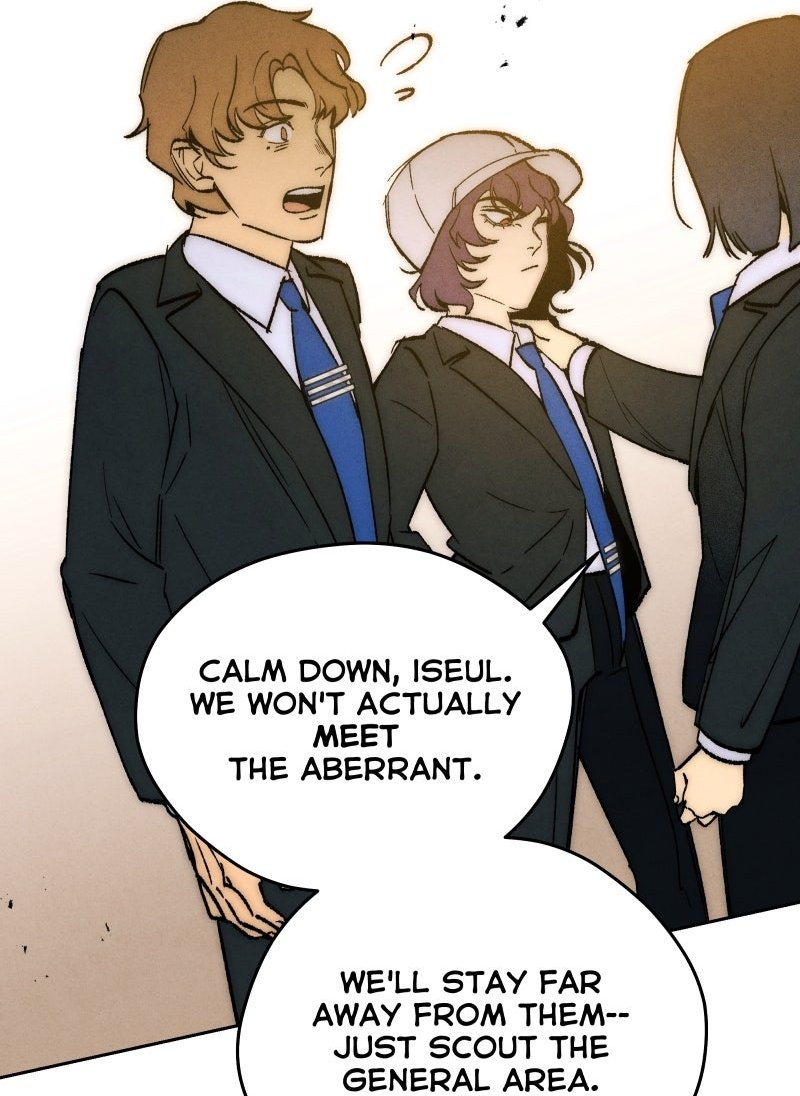 CALM DOWN, ISEUL.
WE WON'T ACTUALLY
MEET
THE ABERRANT.
WE'LL STAY FAR
AWAY FROM THEM--
JUST SCOUT THE
GENERAL AREA.